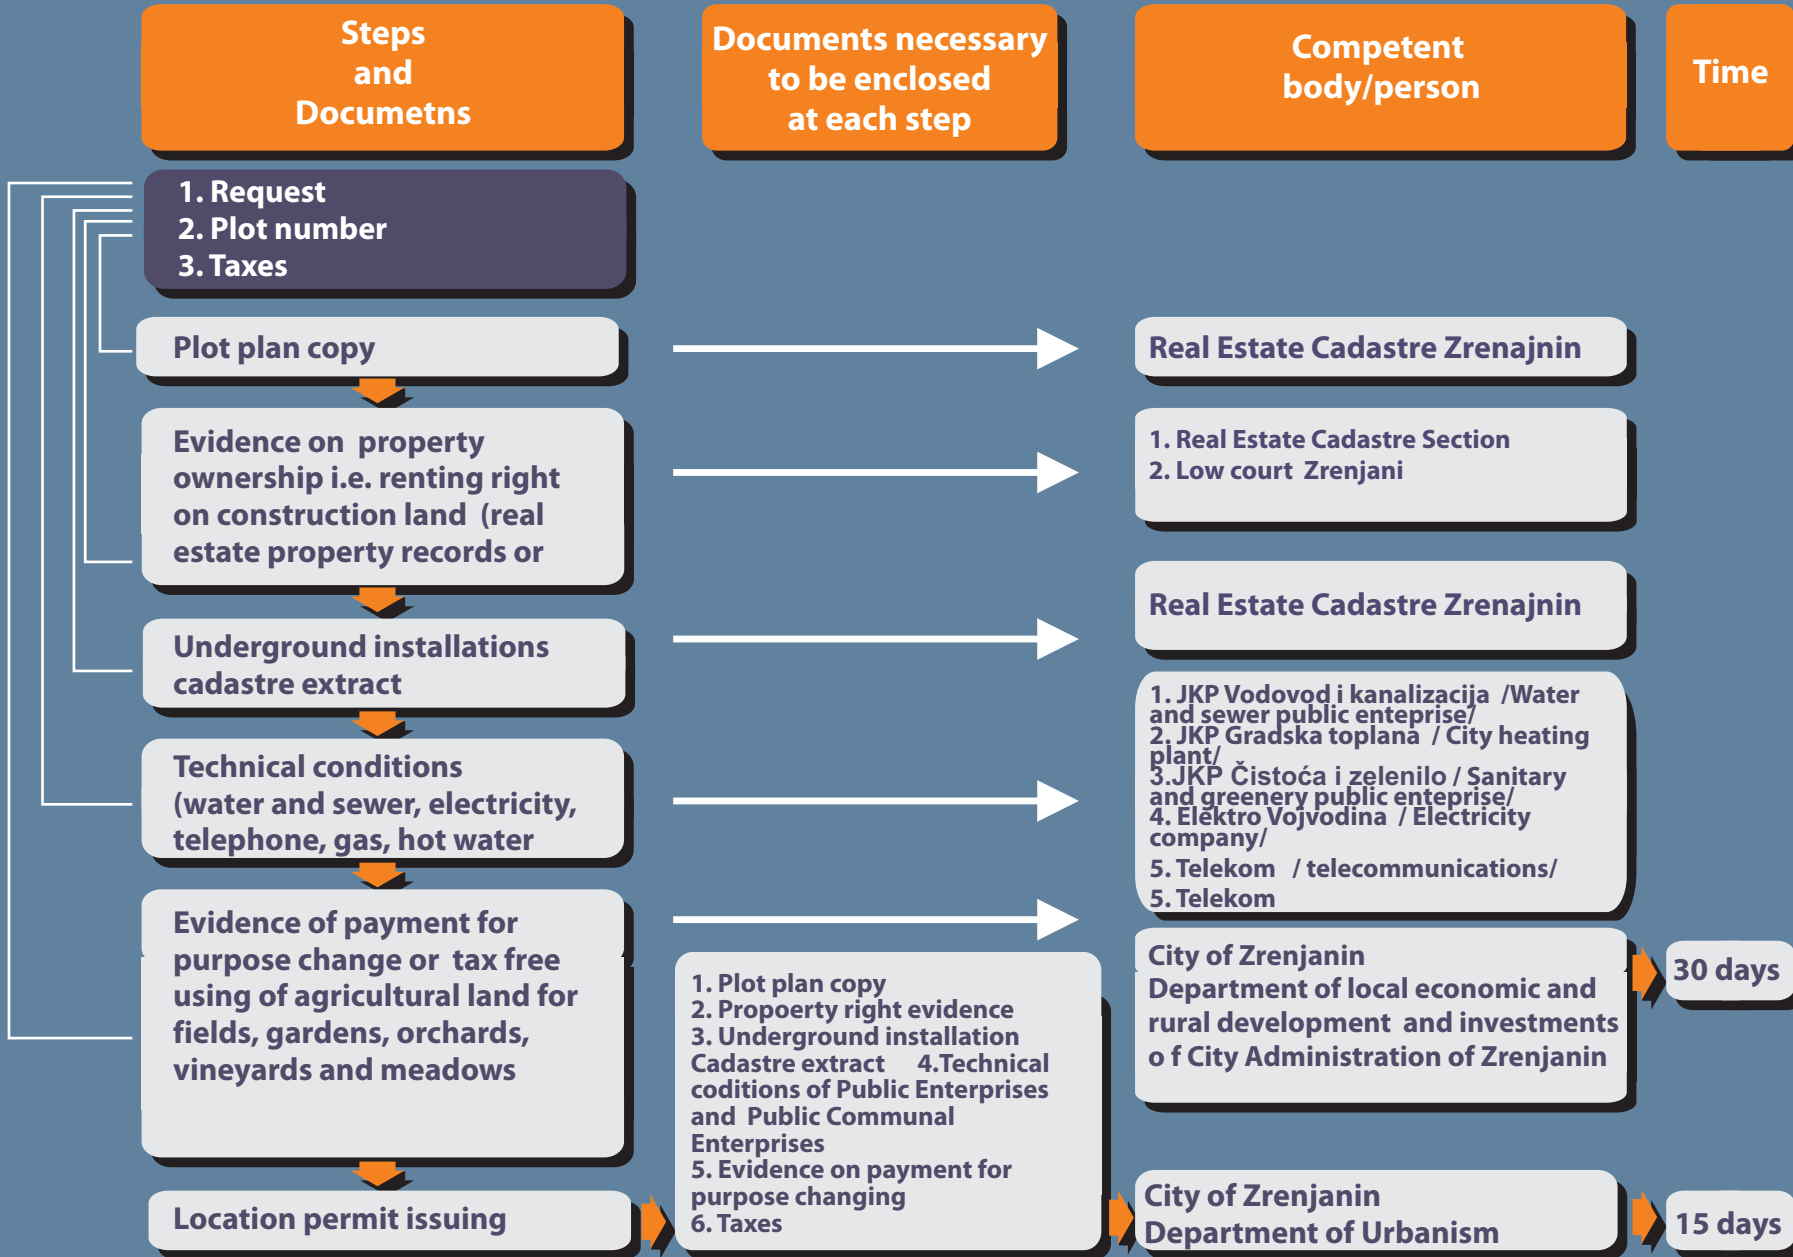 Steps
and
Documetns
Documents necessary
to be enclosed
at each step
Competent
body/person
Time
1. Request
2. Plot number
3. Taxes
Plot plan copy
Real Estate Cadastre Zrenajnin
Evidence on property
ownership i.e. renting right
on construction land (real
estate property records or
1. Real Estate Cadastre Section
2. Low court Zrenjani
Underground installations
cadastre extract
Real Estate Cadastre Zrenajnin
Technical conditions
(water and sewer, electricity,
telephone, gas, hot water
1. JKP Vodovod i kanalizacija /Water
and sewer public enteprise/
2. JKP Gradska toplana / City heating
plant/
3.JKP Čistoća i zelenilo / Sanitary
and greenery public enteprise/
4. Elektro Vojvodina / Electricity
company/
5. Telekom / telecommunications/
5. Telekom
Evidence of payment for
purpose change or tax free
using of agricultural land for
fields, gardens, orchards,
vineyards and meadows
City of Zrenjanin
Department of local economic and
rural development and investments
o f City Administration of Zrenjanin
30 days
Location permit issuing
1. Plot plan copy
2. Propoerty right evidence
3. Underground installation
Cadastre extract 4.Technical
coditions of Public Enterprises
and Public Communal
Enterprises
5. Evidence on payment for
purpose changing
6. Taxes
City of Zrenjanin
Department of Urbanism
15 days